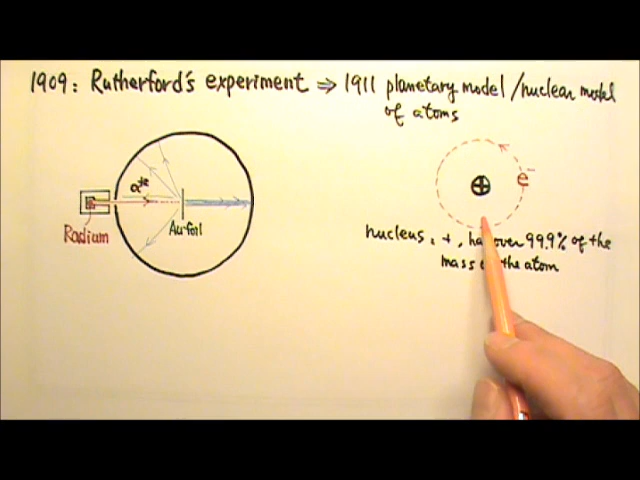 1909: Rutherford's experiment ⇒ 1911 planetary model/nuclear model
of atoms
α⁺²
e⁻
+
Radium
Au-foil
nucleus: +, has over 99.9% of the
mass of the atom